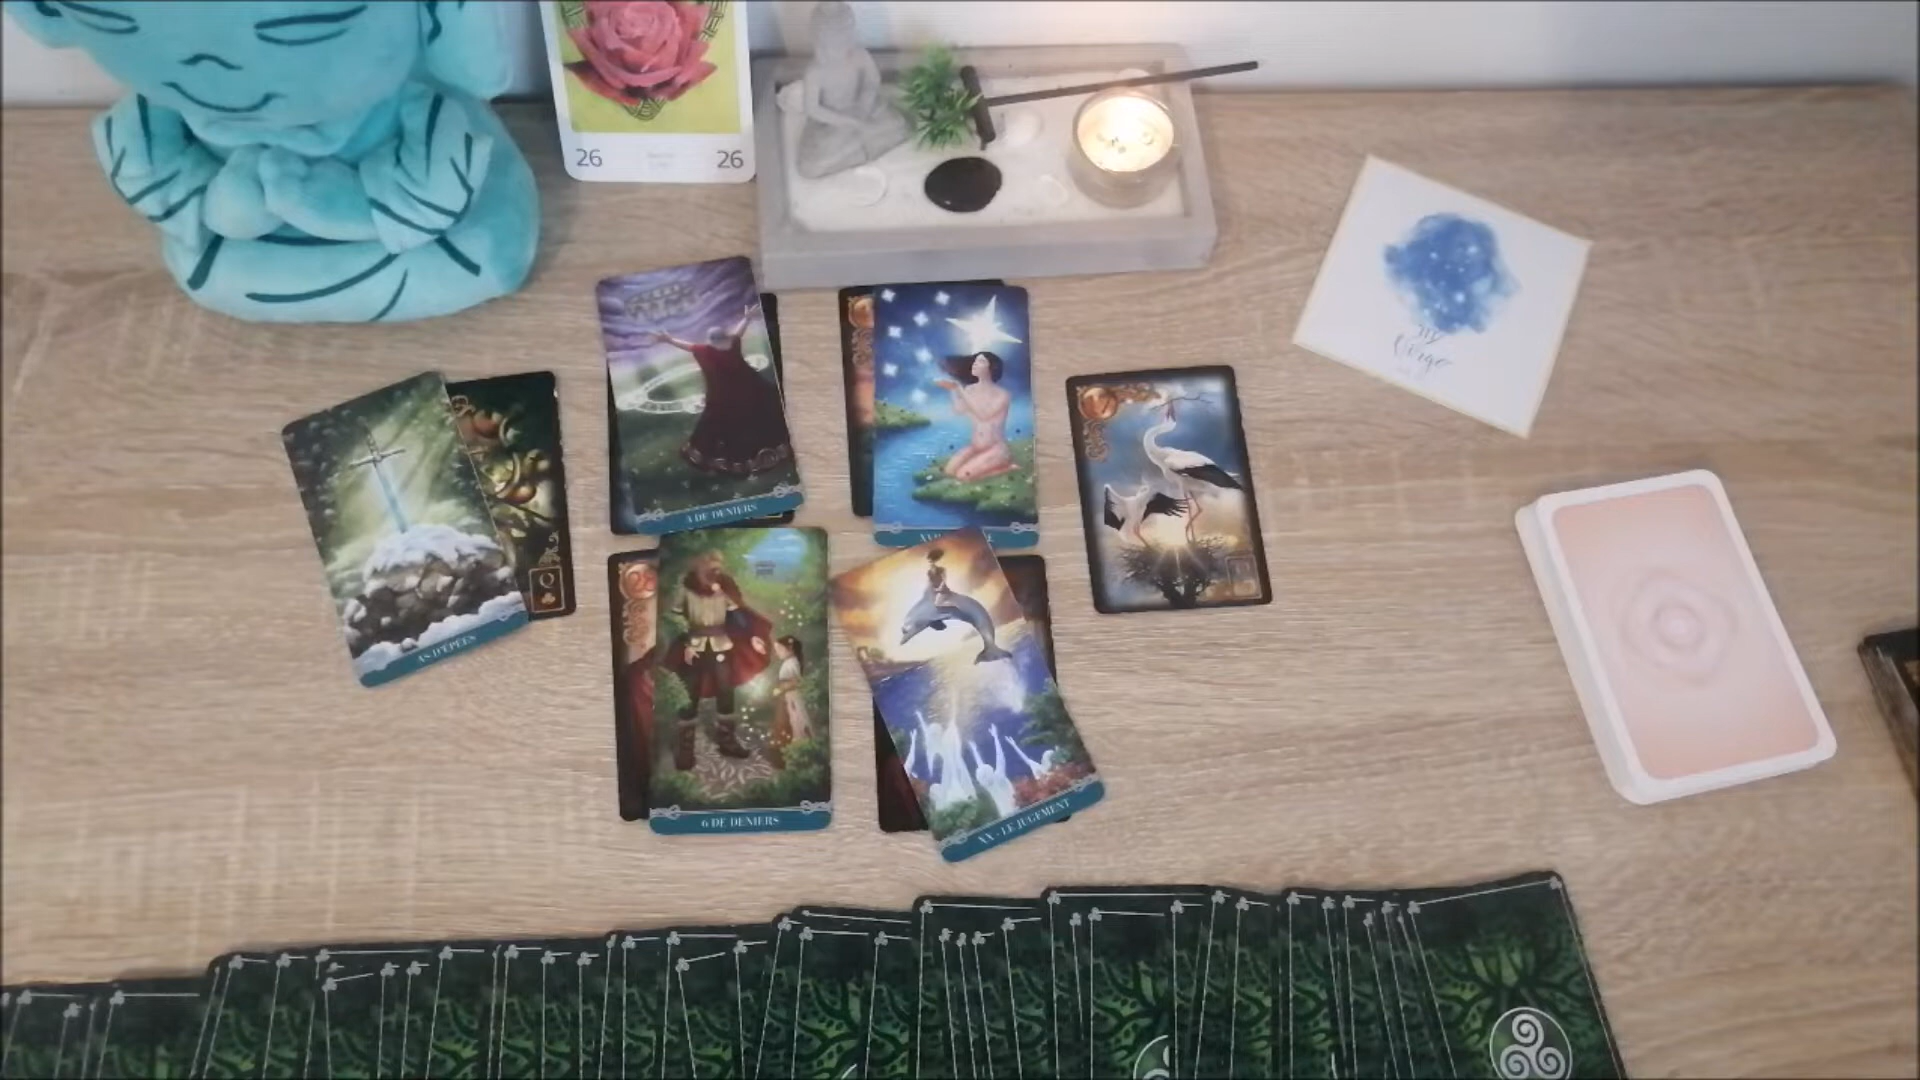 26 26
Virgo
3 DE DENIERS
Q
AS D'ÉPÉES
6 DE DENIERS
XX - LE JUGEMENT